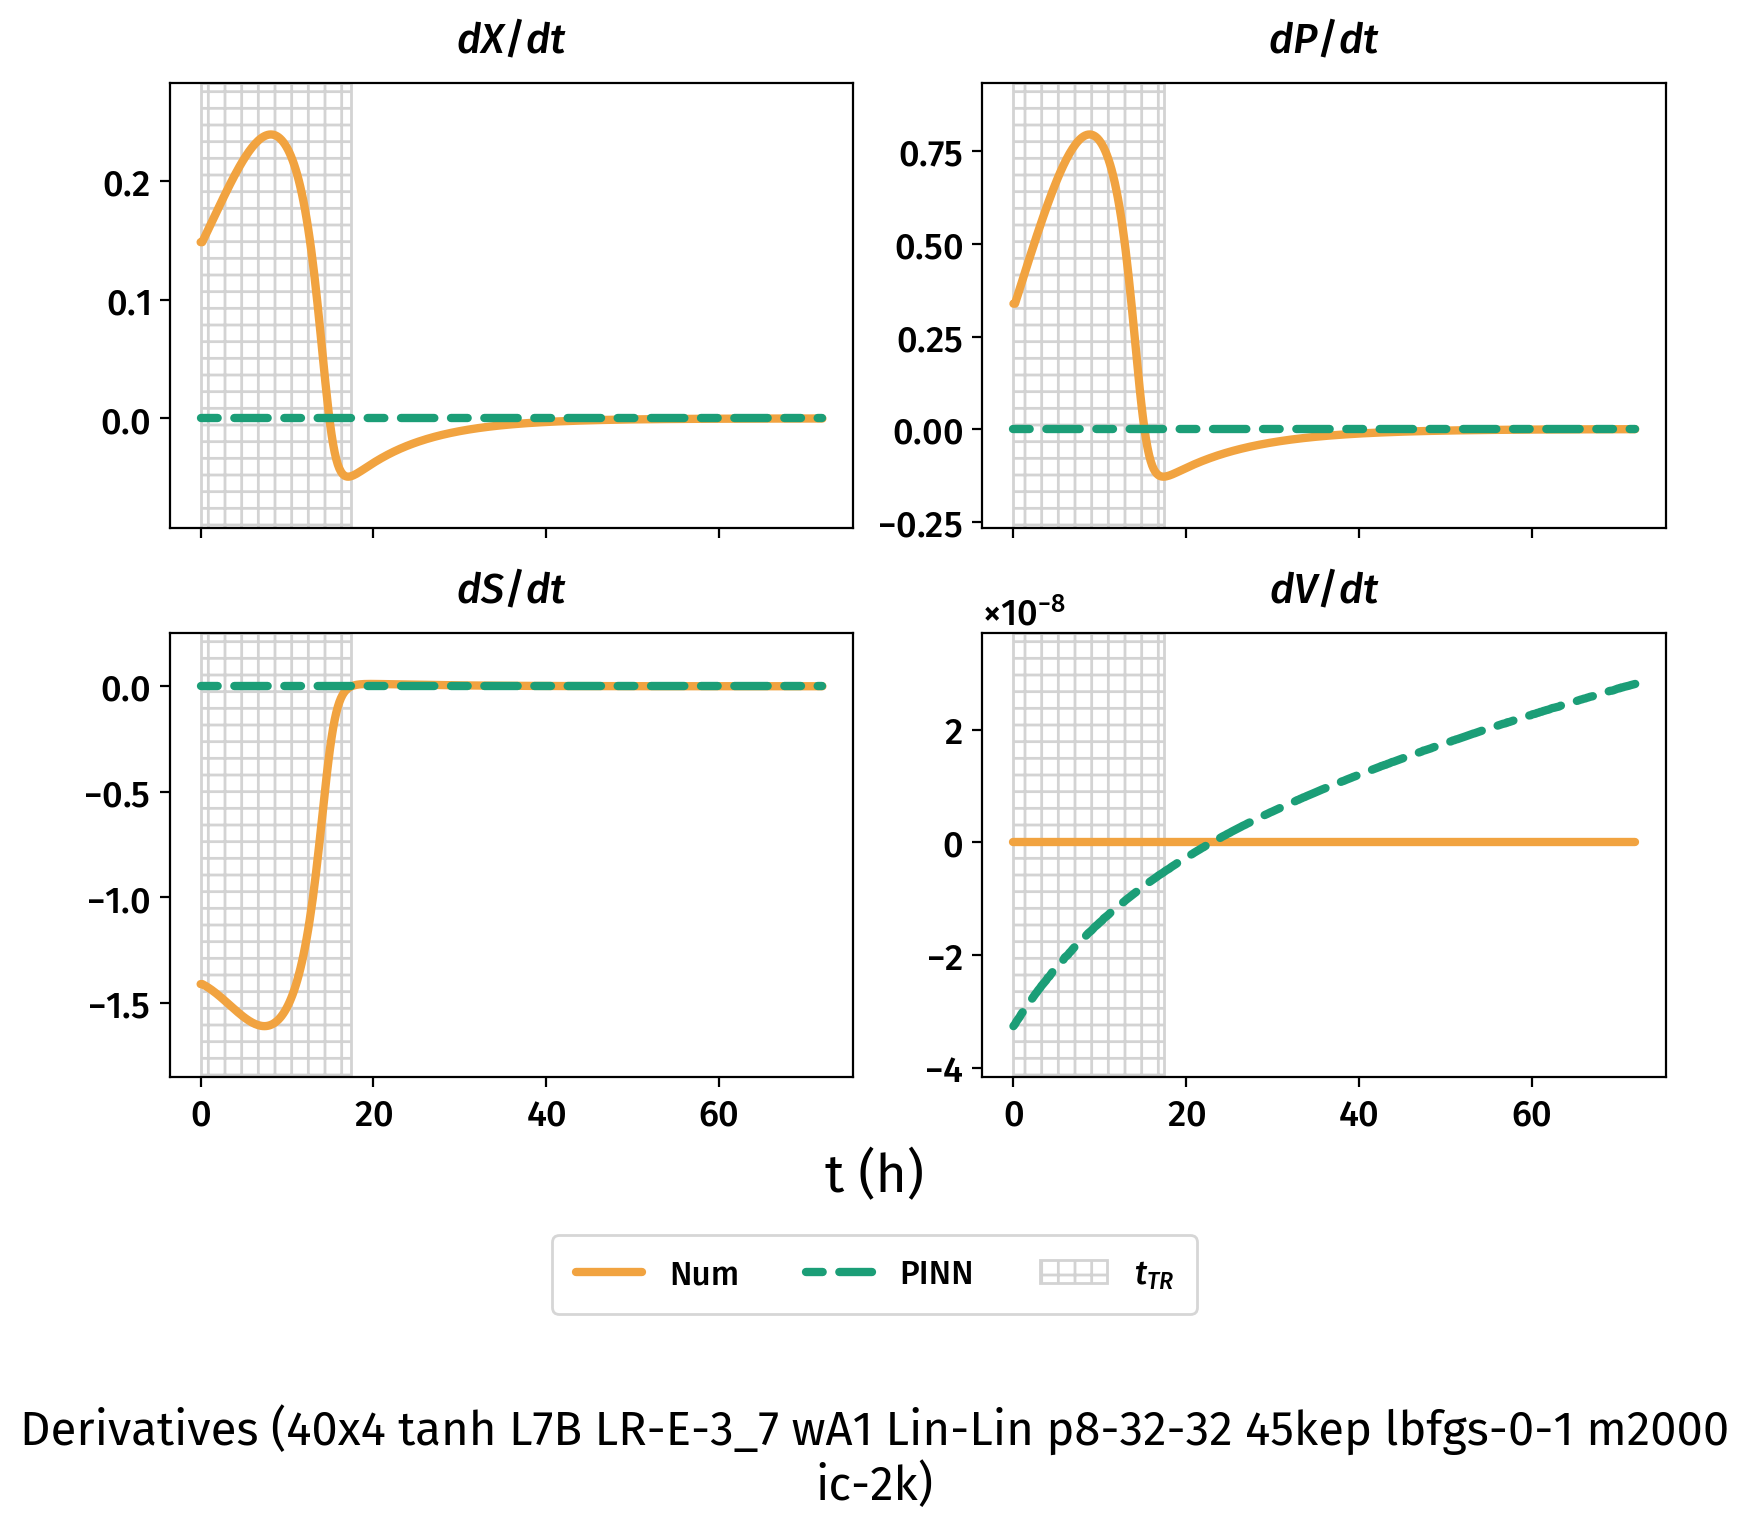 dX/dt
dP/dt
0.2
0.1
0.0
0.75
0.50
0.25
0.00
−0.25
dS/dt
dV/dt
×10⁻⁸
0.0
−0.5
−1.0
−1.5
2
0
−2
−4
0 20 40 60
0 20 40 60
t (h)
Num PINN t_TR
Derivatives (40x4 tanh L7B LR-E-3_7 wA1 Lin-Lin p8-32-32 45kep lbfgs-0-1 m2000
ic-2k)